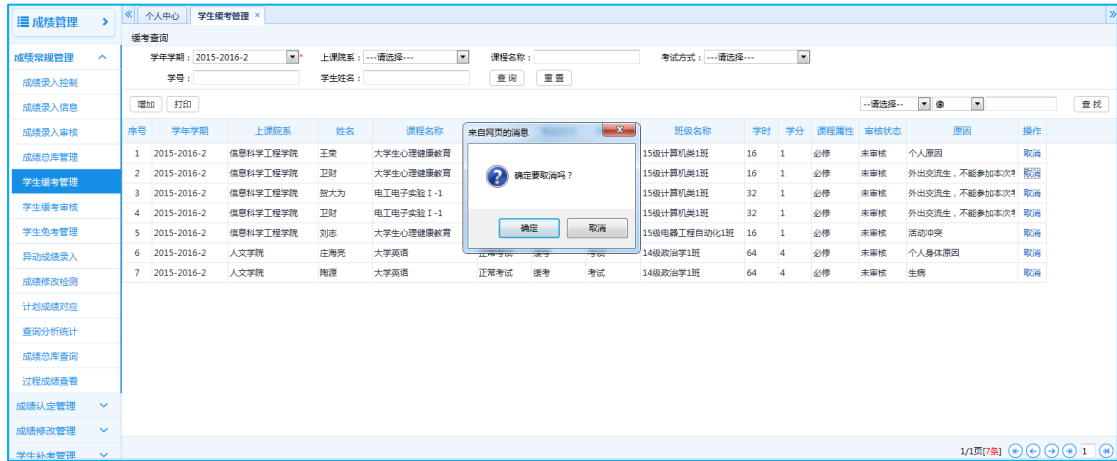 成绩管理
个人中心 学生缓考管理 ×
缓考查询
学年学期：2015-2016-2 * 上课院系：---请选择--- 课程名称： 考试方式：---请选择---
学号： 学生姓名： 查 询 重 置
增加 打印 --请选择-- 像 查 找
成绩常规管理
成绩录入控制
成绩录入信息
成绩录入审核
成绩总库管理
学生缓考管理
学生缓考审核
学生免考管理
异动成绩录入
成绩修改检测
计划成绩对应
查询分析统计
成绩总库查询
过程成绩查看
成绩认定管理
成绩修改管理
学生补考管理
序号 学年学期 上课院系 姓名 课程名称 班级名称 学时 学分 课程属性 审核状态 原因 操作
1 2015-2016-2 信息科学工程学院 王荣 大学生心理健康教育 15级计算机类1班 16 1 必修 未审核 个人原因 取消
2 2015-2016-2 信息科学工程学院 卫财 大学生心理健康教育 15级计算机类1班 16 1 必修 未审核 外出交流生，不能参加本次考 取消
3 2015-2016-2 信息科学工程学院 贺大为 电工电子实验Ⅰ-1 15级计算机类1班 32 1 必修 未审核 外出交流生，不能参加本次考 取消
4 2015-2016-2 信息科学工程学院 卫财 电工电子实验Ⅰ-1 15级计算机类1班 32 1 必修 未审核 外出交流生，不能参加本次考 取消
5 2015-2016-2 信息科学工程学院 刘志 大学生心理健康教育 15级电器工程自动化1班 16 1 必修 未审核 活动冲突 取消
6 2015-2016-2 人文学院 庄海亮 大学英语 正常考试 缓考 考试 14级政治学1班 64 4 必修 未审核 个人身体原因 取消
7 2015-2016-2 人文学院 陶源 大学英语 正常考试 缓考 考试 14级政治学1班 64 4 必修 未审核 生病 取消
来自网页的消息
确定要取消吗？
确定 取消
1/1页[7条] 1